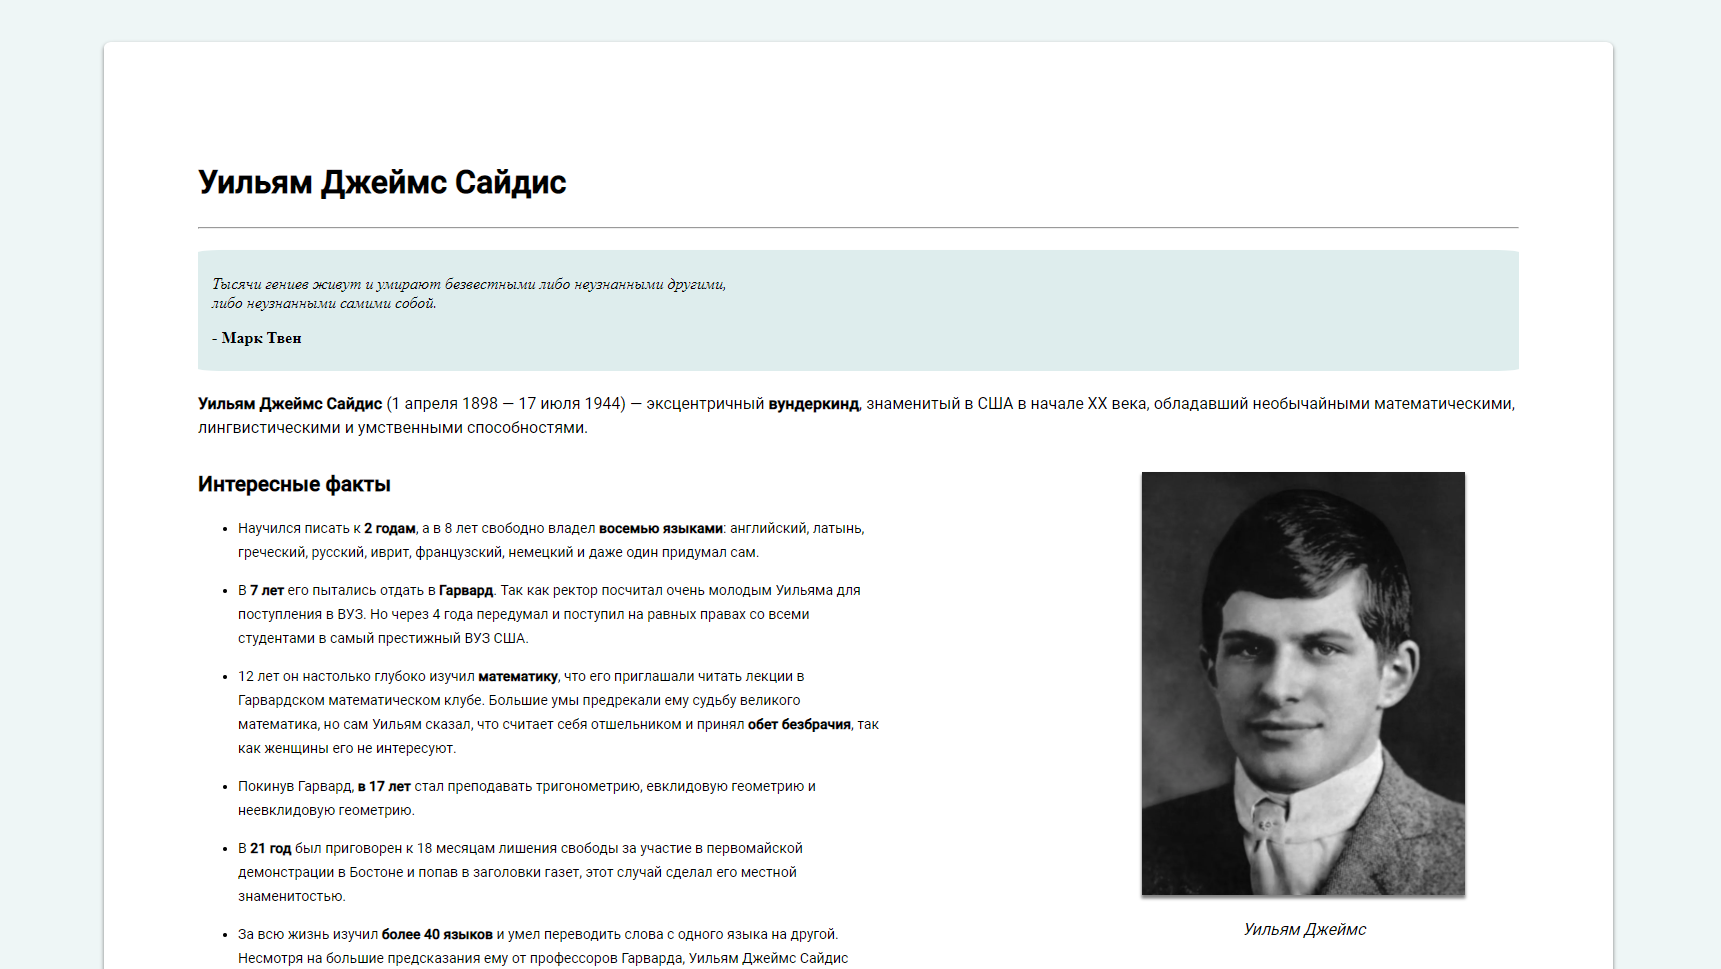 Уильям Джеймс Сайдис
Тысячи гениев живут и умирают безвестными либо неузнанными другими,
либо неузнанными самими собой.
- Марк Твен
Уильям Джеймс Сайдис (1 апреля 1898 — 17 июля 1944) — эксцентричный вундеркинд, знаменитый в США в начале XX века, обладавший необычайными математическими,
лингвистическими и умственными способностями.
Интересные факты
• Научился писать к 2 годам, а в 8 лет свободно владел восемью языками: английский, латынь,
греческий, русский, иврит, французский, немецкий и даже один придумал сам.
• В 7 лет его пытались отдать в Гарвард. Так как ректор посчитал очень молодым Уильяма для
поступления в ВУЗ. Но через 4 года передумал и поступил на равных правах со всеми
студентами в самый престижный ВУЗ США.
• 12 лет он настолько глубоко изучил математику, что его приглашали читать лекции в
Гарвардском математическом клубе. Большие умы предрекали ему судьбу великого
математика, но сам Уильям сказал, что считает себя отшельником и принял обет безбрачия, так
как женщины его не интересуют.
• Покинув Гарвард, в 17 лет стал преподавать тригонометрию, евклидовую геометрию и
неевклидовую геометрию.
• В 21 год был приговорен к 18 месяцам лишения свободы за участие в первомайской
демонстрации в Бостоне и попав в заголовки газет, этот случай сделал его местной
знаменитостью.
• За всю жизнь изучил более 40 языков и умел переводить слова с одного языка на другой.
Несмотря на большие предсказания ему от профессоров Гарварда, Уильям Джеймс Сайдис
Уильям Джеймс